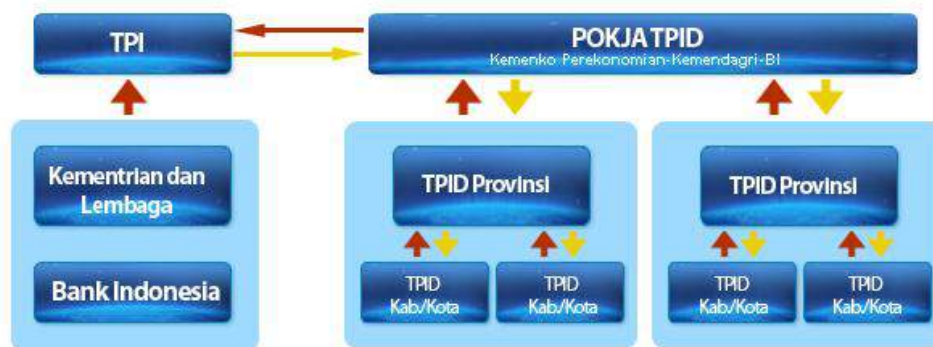 TPI
POKJA TPID
Kemenko Perekonomian-Kemendagri-BI
Kementrian dan
Lembaga
Bank Indonesia
TPID Provinsi
TPID
Kab./Kota
TPID
Kab./Kota
TPID Provinsi
TPID
Kab./Kota
TPID
Kab./Kota